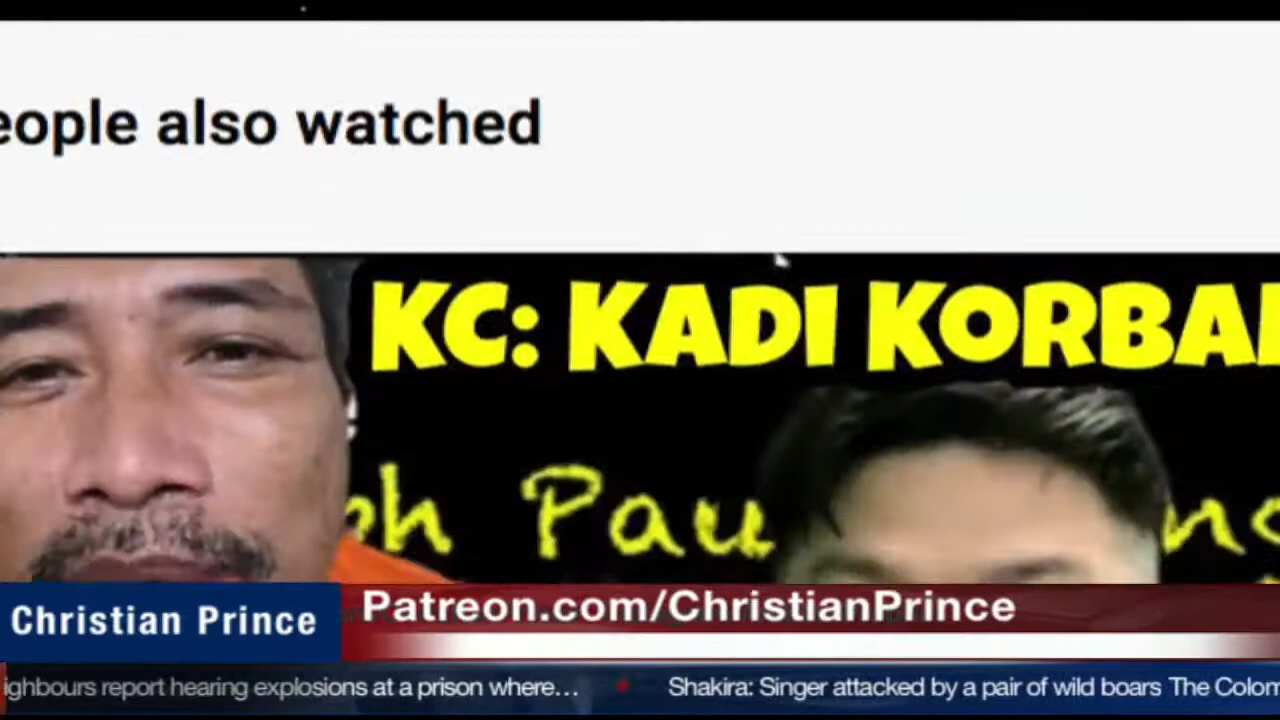 eople also watched
KC: KADI KORBA
ph Pau
Christian Prince
Patreon.com/ChristianPrince
ighbours report hearing explosions at a prison where...
Shakira: Singer attacked by a pair of wild boars The Colom